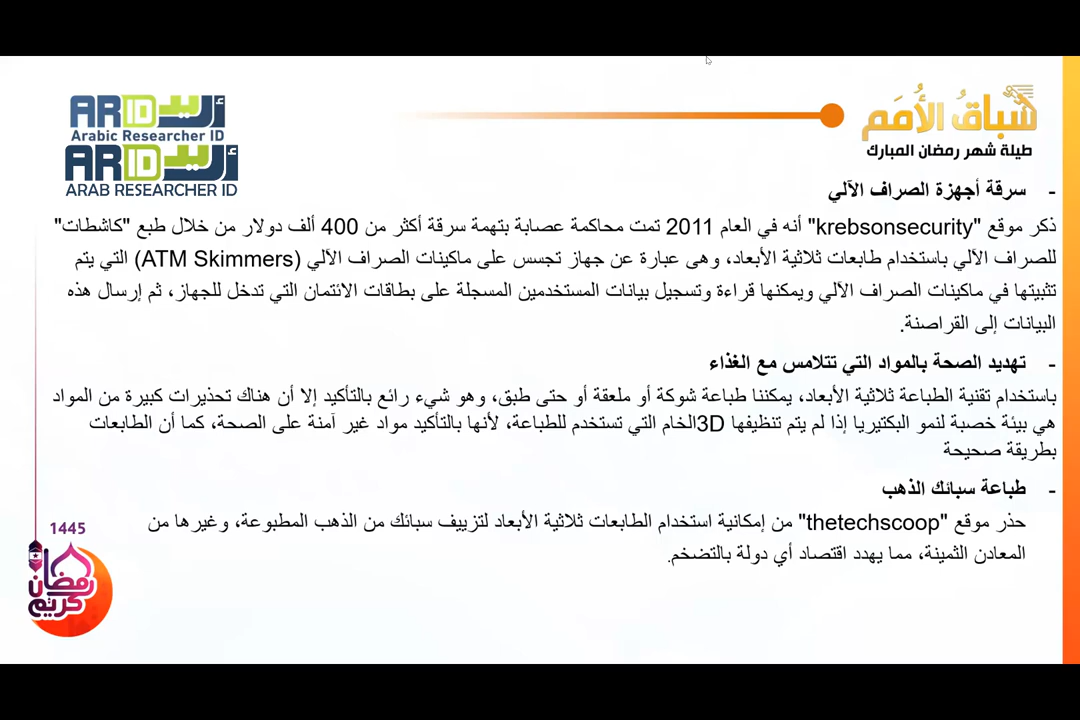 ARID أريد
Arabic Researcher ID
ARID أريد
ARAB RESEARCHER ID
سباقُ الأُمَم
طيلة شهر رمضان المبارك
- سرقة أجهزة الصراف الآلي
ذكر موقع "krebsonsecurity" أنه في العام 2011 تمت محاكمة عصابة بتهمة سرقة أكثر من 400 ألف دولار من خلال طبع "كاشطات"
للصراف الآلي باستخدام طابعات ثلاثية الأبعاد، وهى عبارة عن جهاز تجسس على ماكينات الصراف الآلي (ATM Skimmers) التي يتم
تثبيتها في ماكينات الصراف الآلي ويمكنها قراءة وتسجيل بيانات المستخدمين المسجلة على بطاقات الائتمان التي تدخل للجهاز، ثم إرسال هذه
البيانات إلى القراصنة.
- تهديد الصحة بالمواد التي تتلامس مع الغذاء
باستخدام تقنية الطباعة ثلاثية الأبعاد، يمكننا طباعة شوكة أو ملعقة أو حتى طبق، وهو شيء رائع بالتأكيد إلا أن هناك تحذيرات كبيرة من المواد
هي بيئة خصبة لنمو البكتيريا إذا لم يتم تنظيفها 3Dالخام التي تستخدم للطباعة، لأنها بالتأكيد مواد غير آمنة على الصحة، كما أن الطابعات
بطريقة صحيحة
- طباعة سبائك الذهب
حذر موقع "thetechscoop" من إمكانية استخدام الطابعات ثلاثية الأبعاد لتزييف سبائك من الذهب المطبوعة، وغيرها من
المعادن الثمينة، مما يهدد اقتصاد أي دولة بالتضخم.
1445
رمضان
كريم